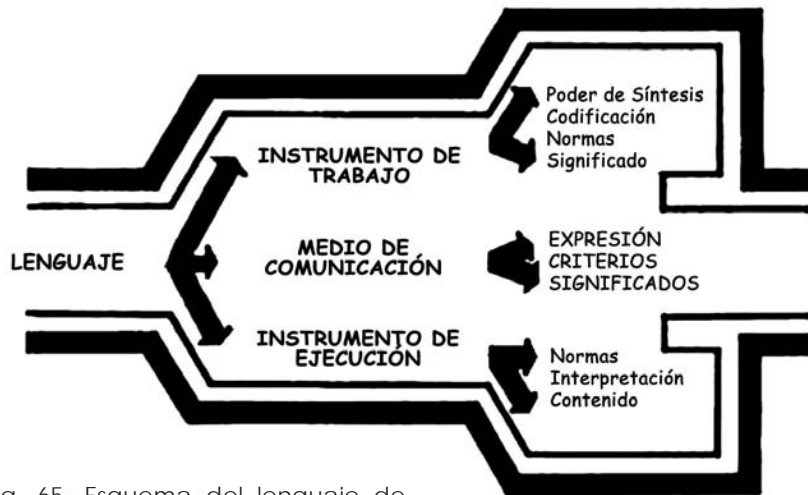 LENGUAJE
INSTRUMENTO DE
TRABAJO
Poder de Síntesis
Codificación
Normas
Significado
MEDIO DE
COMUNICACIÓN
EXPRESIÓN
CRITERIOS
SIGNIFICADOS
INSTRUMENTO DE
EJECUCIÓN
Normas
Interpretación
Contenido
65 Esquema del lenguaje de